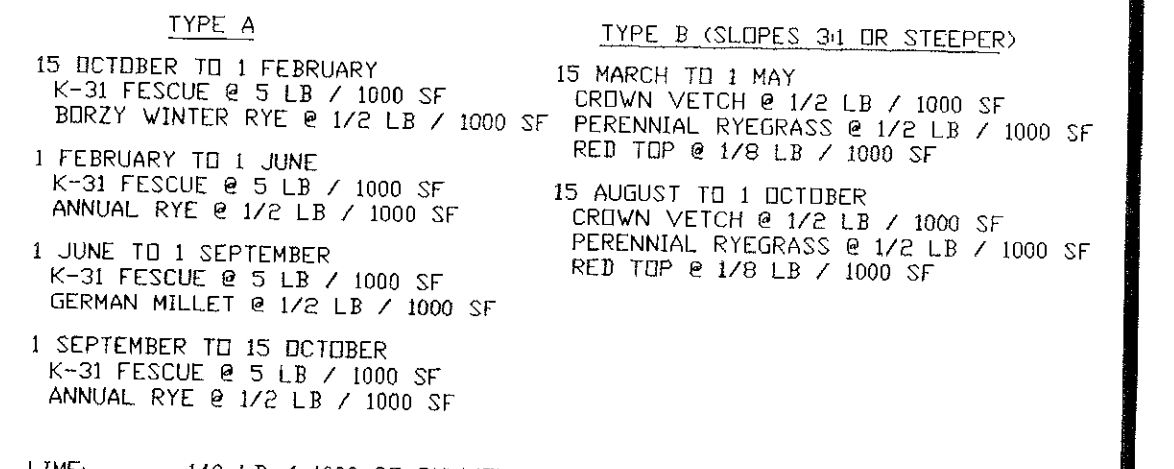 TYPE A
15 OCTOBER TO 1 FEBRUARY
K-31 FESCUE @ 5 LB / 1000 SF
BORZY WINTER RYE @ 1/2 LB / 1000 SF
1 FEBRUARY TO 1 JUNE
K-31 FESCUE @ 5 LB / 1000 SF
ANNUAL RYE @ 1/2 LB / 1000 SF
1 JUNE TO 1 SEPTEMBER
K-31 FESCUE @ 5 LB / 1000 SF
GERMAN MILLET @ 1/2 LB / 1000 SF
1 SEPTEMBER TO 15 OCTOBER
K-31 FESCUE @ 5 LB / 1000 SF
ANNUAL RYE @ 1/2 LB / 1000 SF
TYPE B (SLOPES 3:1 OR STEEPER)
15 MARCH TO 1 MAY
CROWN VETCH @ 1/2 LB / 1000 SF
PERENNIAL RYEGRASS @ 1/2 LB / 1000 SF
RED TOP @ 1/8 LB / 1000 SF
15 AUGUST TO 1 OCTOBER
CROWN VETCH @ 1/2 LB / 1000 SF
PERENNIAL RYEGRASS @ 1/2 LB / 1000 SF
RED TOP @ 1/8 LB / 1000 SF
LIME: